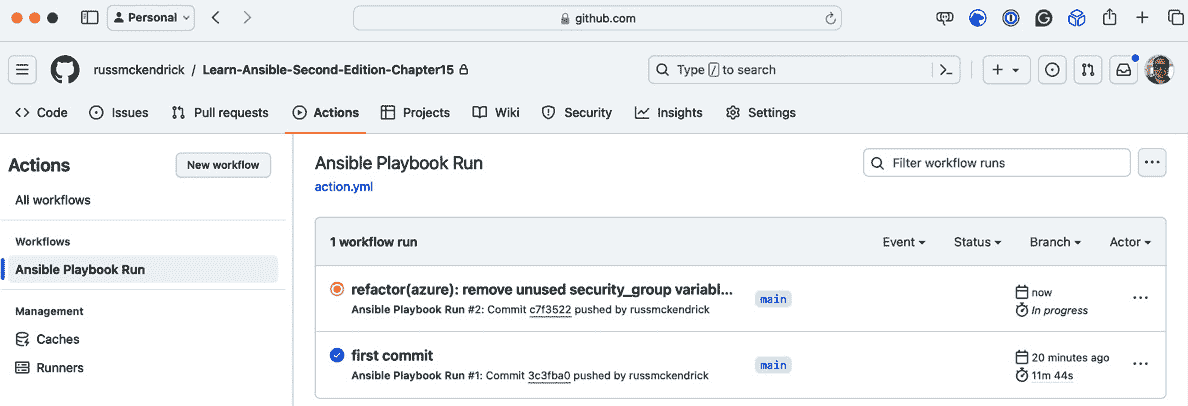 Personal
github.com
russmckendrick / Learn-Ansible-Second-Edition-Chapter15
Type / to search
Code Issues Pull requests Actions Projects Wiki Security Insights Settings
Actions
New workflow
All workflows
Workflows
Ansible Playbook Run
Management
Caches
Runners
Ansible Playbook Run
action.yml
Filter workflow runs
1 workflow run
Event Status Branch Actor
refactor(azure): remove unused security_group variabl...
Ansible Playbook Run #2: Commit c7f3522 pushed by russmckendrick
main
now
In progress
first commit
Ansible Playbook Run #1: Commit 3c3fba0 pushed by russmckendrick
main
20 minutes ago
11m 44s